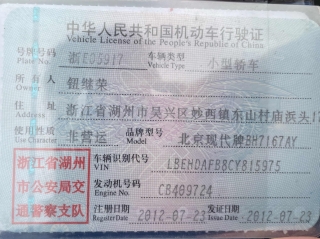 中华人民共和国机动车行驶证
Vehicle License of the People's Republic of China
号牌号码 浙E05917 车辆类型 小型轿车
Plate No. Vehicle Type
所有人 钮继荣
Owner
住址 浙江省湖州市吴兴区妙西镇东山村庙浜头17
Address
使用性质 非营运 品牌型号 北京现代牌BH7167AY
Use Character Model
浙江省湖州市公安局交通警察支队
车辆识别代号 LBEHDAFB8CY815975
VIN
发动机号码 CB409724
Engine No.
注册日期 2012-07-23 发证日期 2012-07-23
Register Date Issue Date